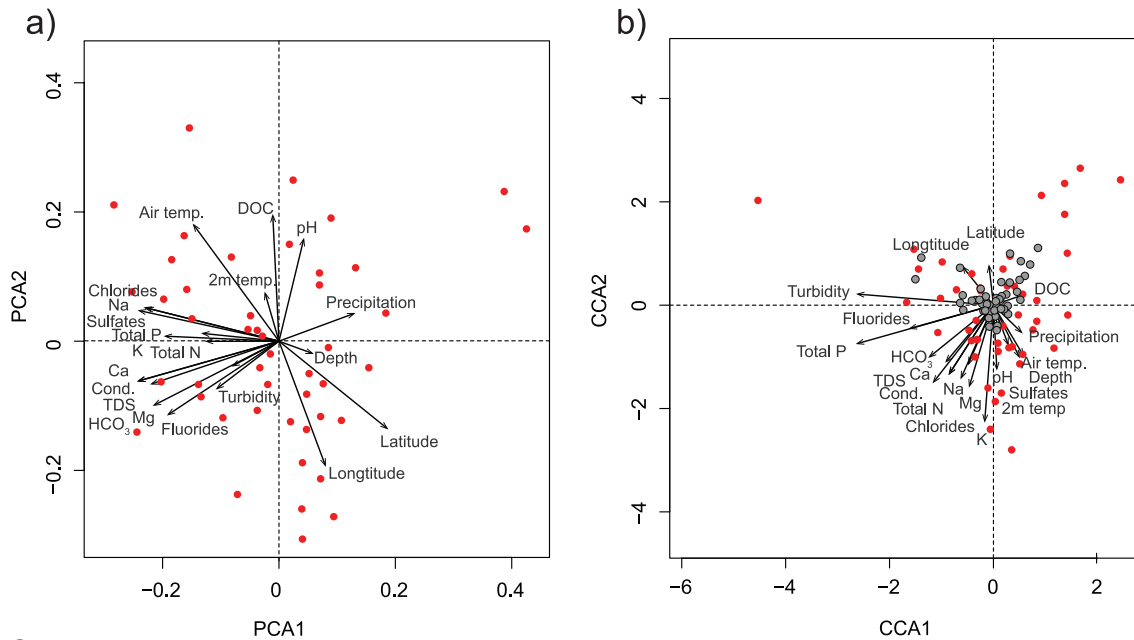 a)
b)
PCA2
0.4
0.2
0
−0.2
−0.2
0
0.2
0.4
PCA1
Air temp.
DOC
pH
2m temp.
Precipitation
Chlorides
Na
Sulfates
Total P
K
Total N
Depth
Ca
Cond.
Turbidity
TDS
Mg
HCO3
Fluorides
Latitude
Longtitude
CCA2
4
2
0
−2
−4
−6
−4
−2
0
2
CCA1
Latitude
Longtitude
Turbidity
DOC
Fluorides
Precipitation
Total P
HCO3
Air temp.
Ca
pH
Depth
TDS
Na
Sulfates
Cond.
Mg
2m temp
Total N
Chlorides
K